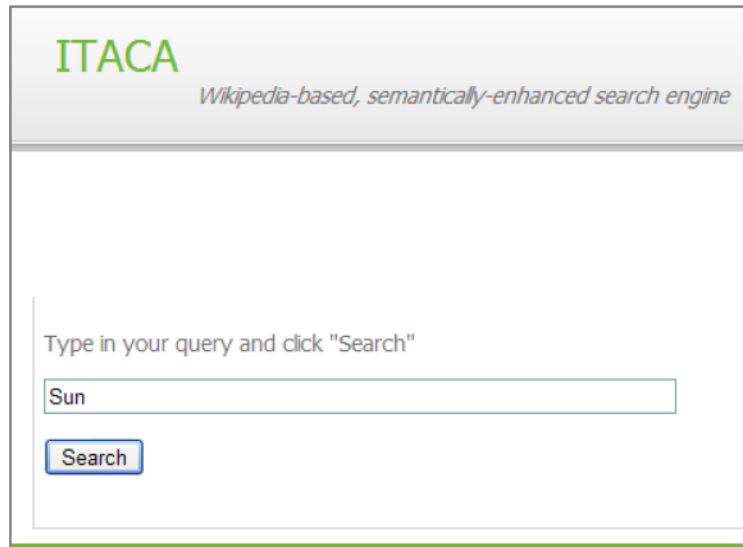 ITACA
Wikipedia-based, semantically-enhanced search engine
Type in your query and click "Search"
Sun
Search